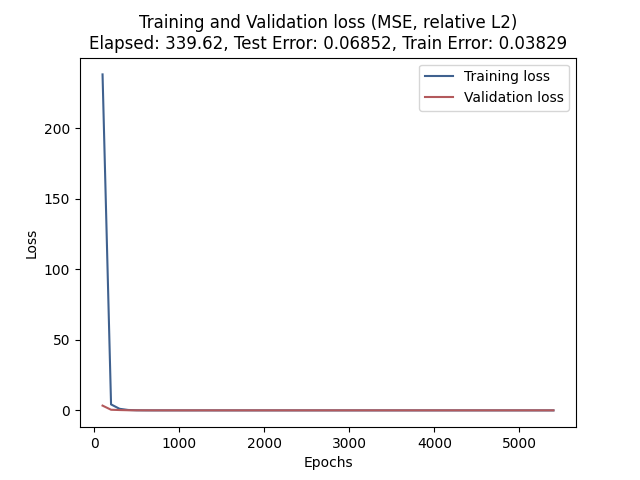 Training and Validation loss (MSE, relative L2)
Elapsed: 339.62, Test Error: 0.06852, Train Error: 0.03829
Training loss
Validation loss
200
150
100
50
0
Loss
0 1000 2000 3000 4000 5000
Epochs